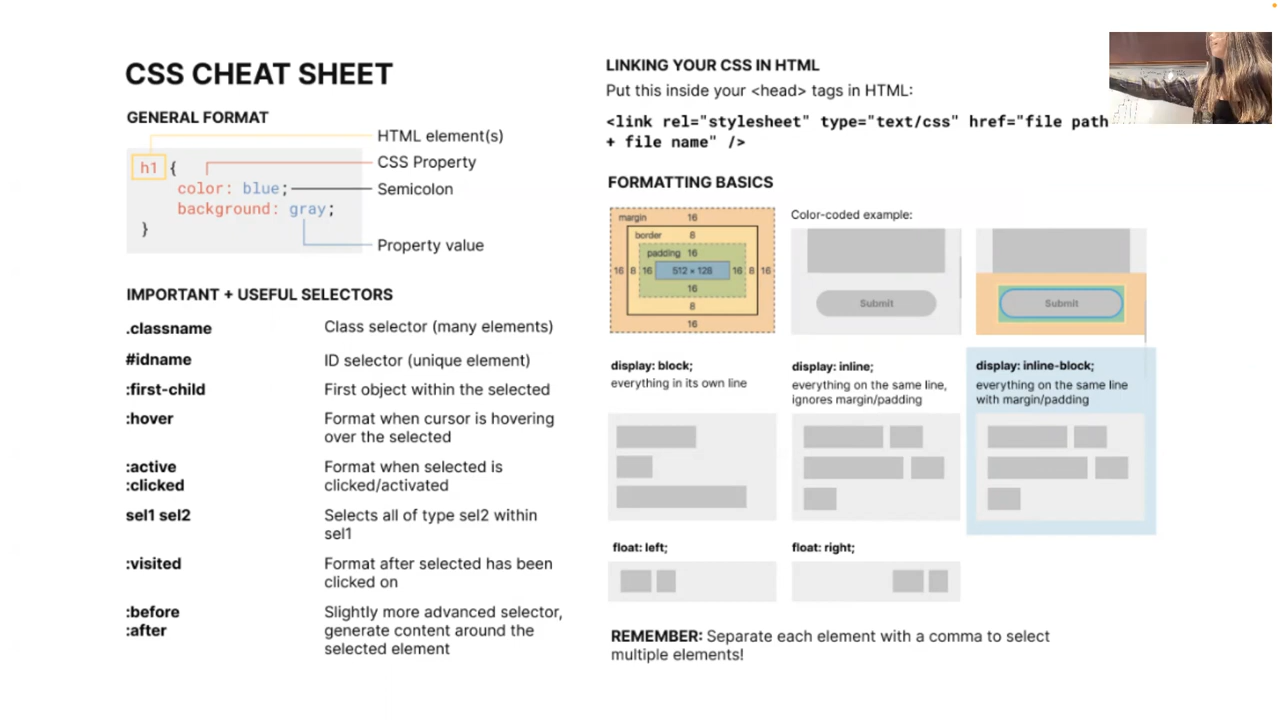 CSS CHEAT SHEET
GENERAL FORMAT
HTML element(s)
h1 {
CSS Property
color: blue;
Semicolon
background: gray;
}
Property value
IMPORTANT + USEFUL SELECTORS
.classname
Class selector (many elements)
#idname
ID selector (unique element)
:first-child
First object within the selected
:hover
Format when cursor is hovering
over the selected
:active
:clicked
Format when selected is
clicked/activated
sel1 sel2
Selects all of type sel2 within
sel1
:visited
Format after selected has been
clicked on
:before
:after
Slightly more advanced selector,
generate content around the
selected element
LINKING YOUR CSS IN HTML
Put this inside your <head> tags in HTML:
<link rel="stylesheet" type="text/css" href="file path
+ file name" />
FORMATTING BASICS
margin 16
border 8
padding 16
16 8 16 512 × 128 16 8 16
16
8
16
Color-coded example:
Submit
Submit
display: block;
everything in its own line
display: inline;
everything on the same line,
ignores margin/padding
display: inline-block;
everything on the same line
with margin/padding
float: left;
float: right;
REMEMBER: Separate each element with a comma to select
multiple elements!